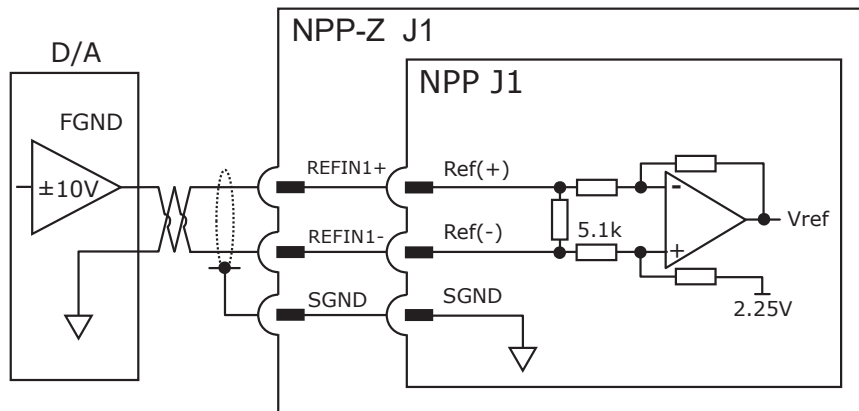 NPP-Z J1
D/A
NPP J1
FGND
±10V
REFIN1+
Ref(+)
-
REFIN1-
Ref(-)
5.1k
+
Vref
SGND
SGND
2.25V